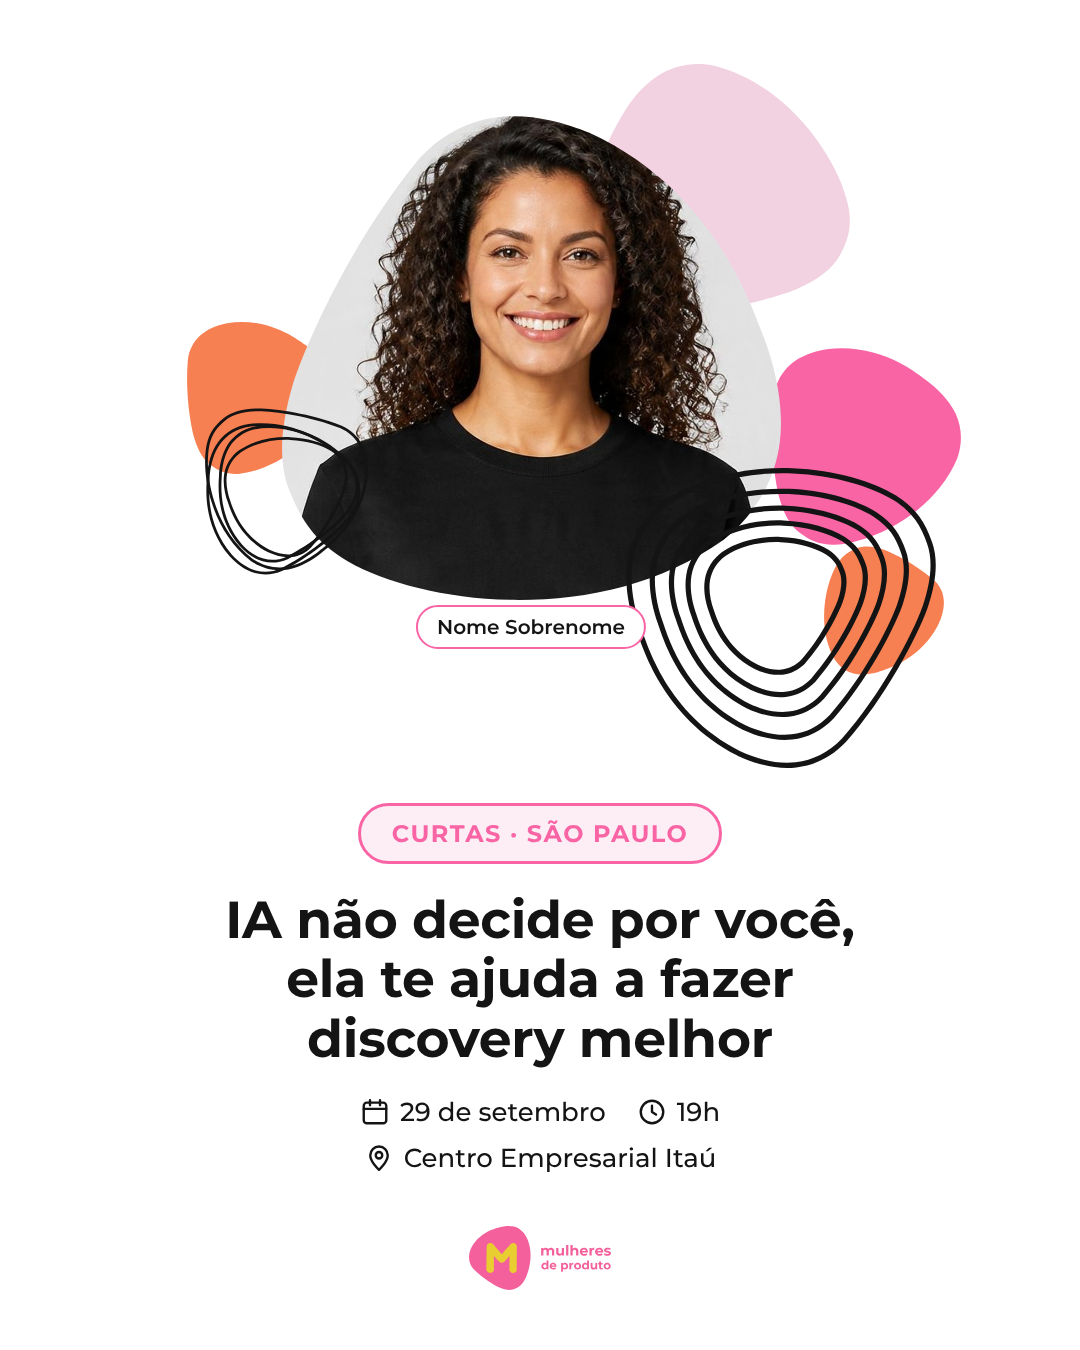 Nome Sobrenome
CURTAS · SÃO PAULO
IA não decide por você,
ela te ajuda a fazer
discovery melhor
29 de setembro 19h
Centro Empresarial Itaú
M
mulheres
de produto